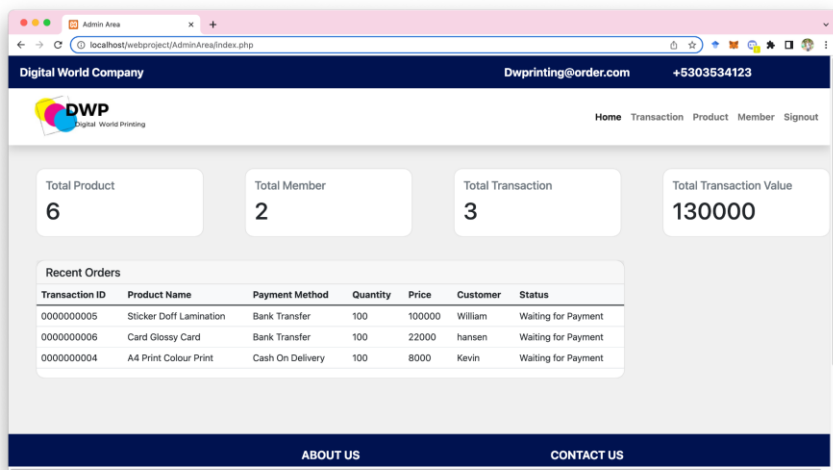 Admin Area
localhost/webproject/AdminArea/index.php
Digital World Company Dwprinting@order.com +5303534123
DWP
Digital World Printing
Home Transaction Product Member Signout
Total Product Total Member Total Transaction Total Transaction Value
6 2 3 130000
Recent Orders
Transaction ID Product Name Payment Method Quantity Price Customer Status
0000000005 Sticker Doff Lamination Bank Transfer 100 100000 William Waiting for Payment
0000000006 Card Glossy Card Bank Transfer 100 22000 hansen Waiting for Payment
0000000004 A4 Print Colour Print Cash On Delivery 100 8000 Kevin Waiting for Payment
ABOUT US CONTACT US